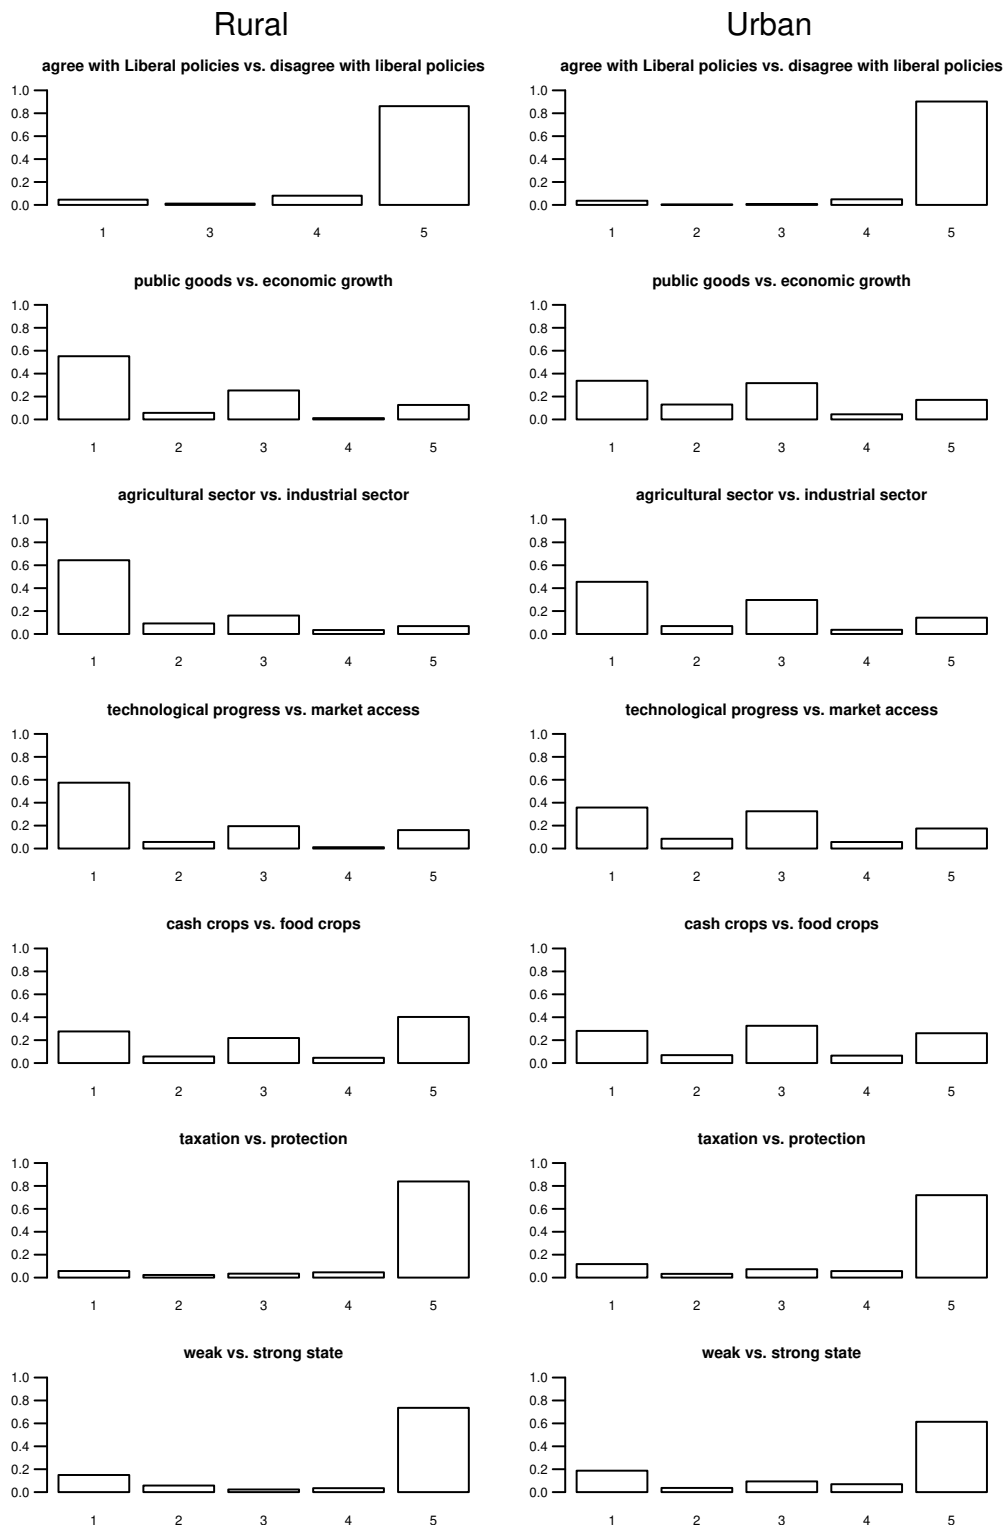 Rural Urban
agree with Liberal policies vs. disagree with liberal policies agree with Liberal policies vs. disagree with liberal policies
1.0 1.0
0.8 0.8
0.6 0.6
0.4 0.4
0.2 0.2
0.0 0.0
1 3 4 5 1 2 3 4 5
public goods vs. economic growth public goods vs. economic growth
1.0 1.0
0.8 0.8
0.6 0.6
0.4 0.4
0.2 0.2
0.0 0.0
1 2 3 4 5 1 2 3 4 5
agricultural sector vs. industrial sector agricultural sector vs. industrial sector
1.0 1.0
0.8 0.8
0.6 0.6
0.4 0.4
0.2 0.2
0.0 0.0
1 2 3 4 5 1 2 3 4 5
technological progress vs. market access technological progress vs. market access
1.0 1.0
0.8 0.8
0.6 0.6
0.4 0.4
0.2 0.2
0.0 0.0
1 2 3 4 5 1 2 3 4 5
cash crops vs. food crops cash crops vs. food crops
1.0 1.0
0.8 0.8
0.6 0.6
0.4 0.4
0.2 0.2
0.0 0.0
1 2 3 4 5 1 2 3 4 5
taxation vs. protection taxation vs. protection
1.0 1.0
0.8 0.8
0.6 0.6
0.4 0.4
0.2 0.2
0.0 0.0
1 2 3 4 5 1 2 3 4 5
weak vs. strong state weak vs. strong state
1.0 1.0
0.8 0.8
0.6 0.6
0.4 0.4
0.2 0.2
0.0 0.0
1 2 3 4 5 1 2 3 4 5